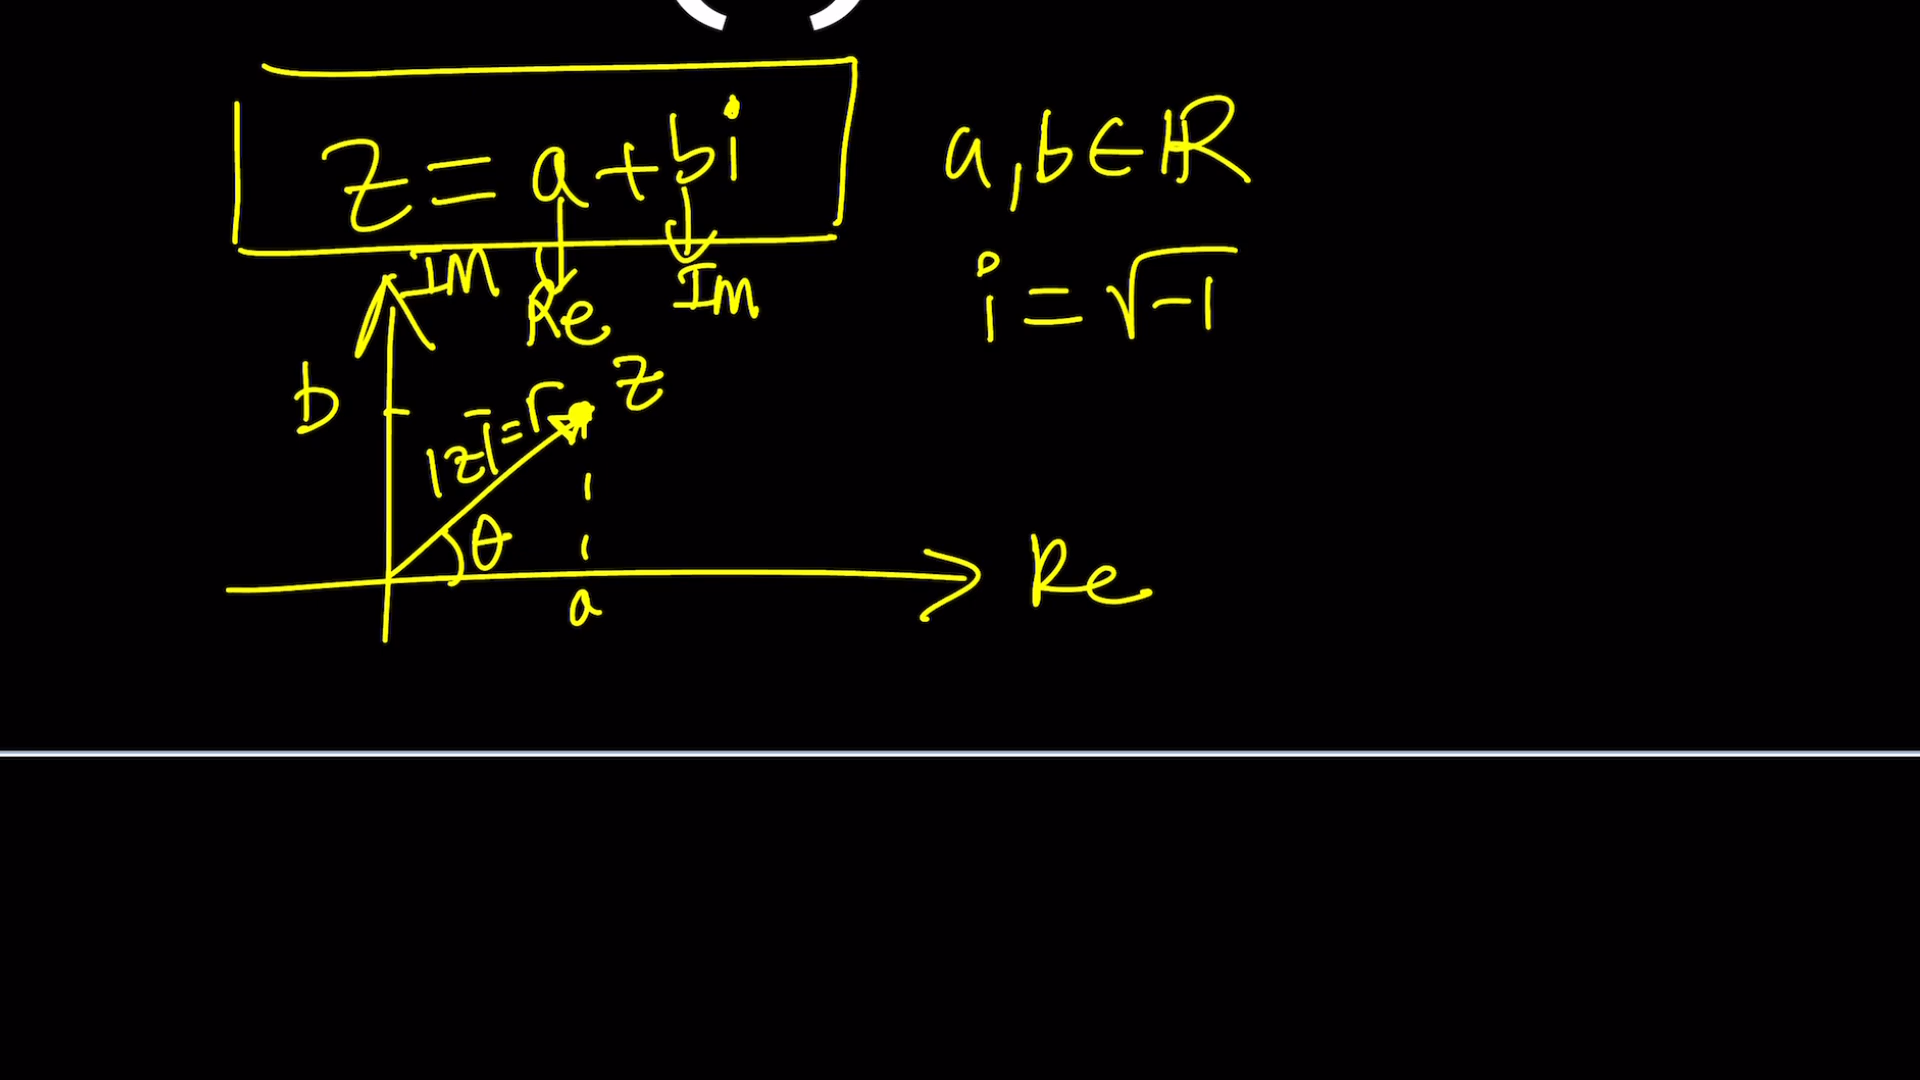 z = a + bi
a, b ∈ ℝ
Im
Re
Im
i = √-1
z
b
|z| = r
θ
a
Re